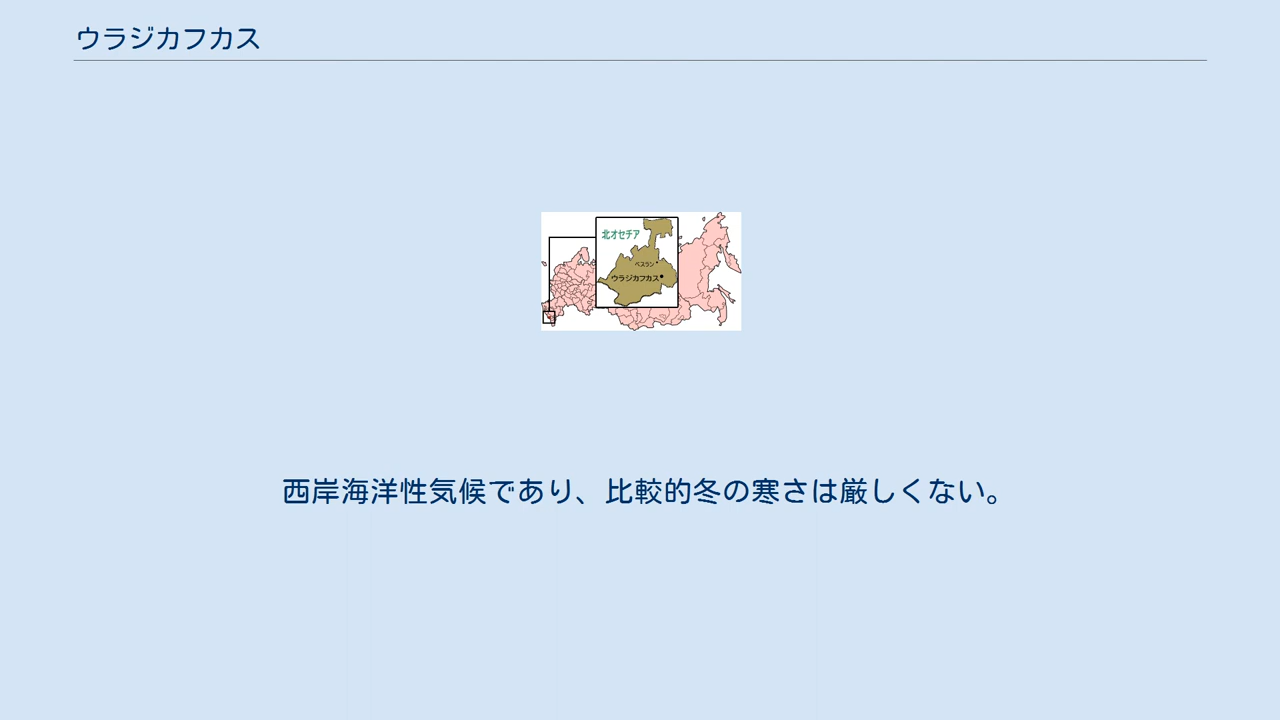 ウラジカフカス
北オセチア
ベスラン
ウラジカフカス
西岸海洋性気候であり、比較的冬の寒さは厳しくない。